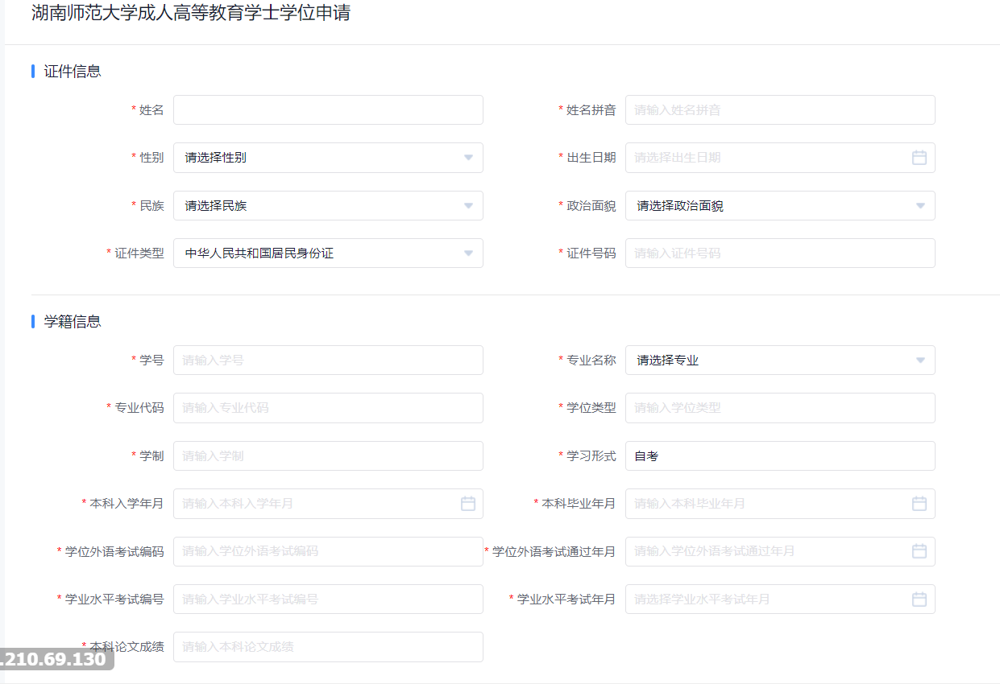 湖南师范大学成人高等教育学士学位申请
证件信息
* 姓名
* 姓名拼音 请输入姓名拼音
* 性别 请选择性别
* 出生日期 请选择出生日期
* 民族 请选择民族
* 政治面貌 请选择政治面貌
* 证件类型 中华人民共和国居民身份证
* 证件号码 请输入证件号码
学籍信息
* 学号 请输入学号
* 专业名称 请选择专业
* 专业代码 请输入专业代码
* 学位类型 请输入学位类型
* 学制 请输入学制
* 学习形式 自考
* 本科入学年月 请输入本科入学年月
* 本科毕业年月 请输入本科毕业年月
* 学位外语考试编码 请输入学位外语考试编码
* 学位外语考试通过年月 请输入学位外语考试通过年月
* 学业水平考试编号 请输入学业水平考试编号
* 学业水平考试年月 请选择学业水平考试年月
* 本科论文成绩 请输入本科论文成绩
.210.69.130